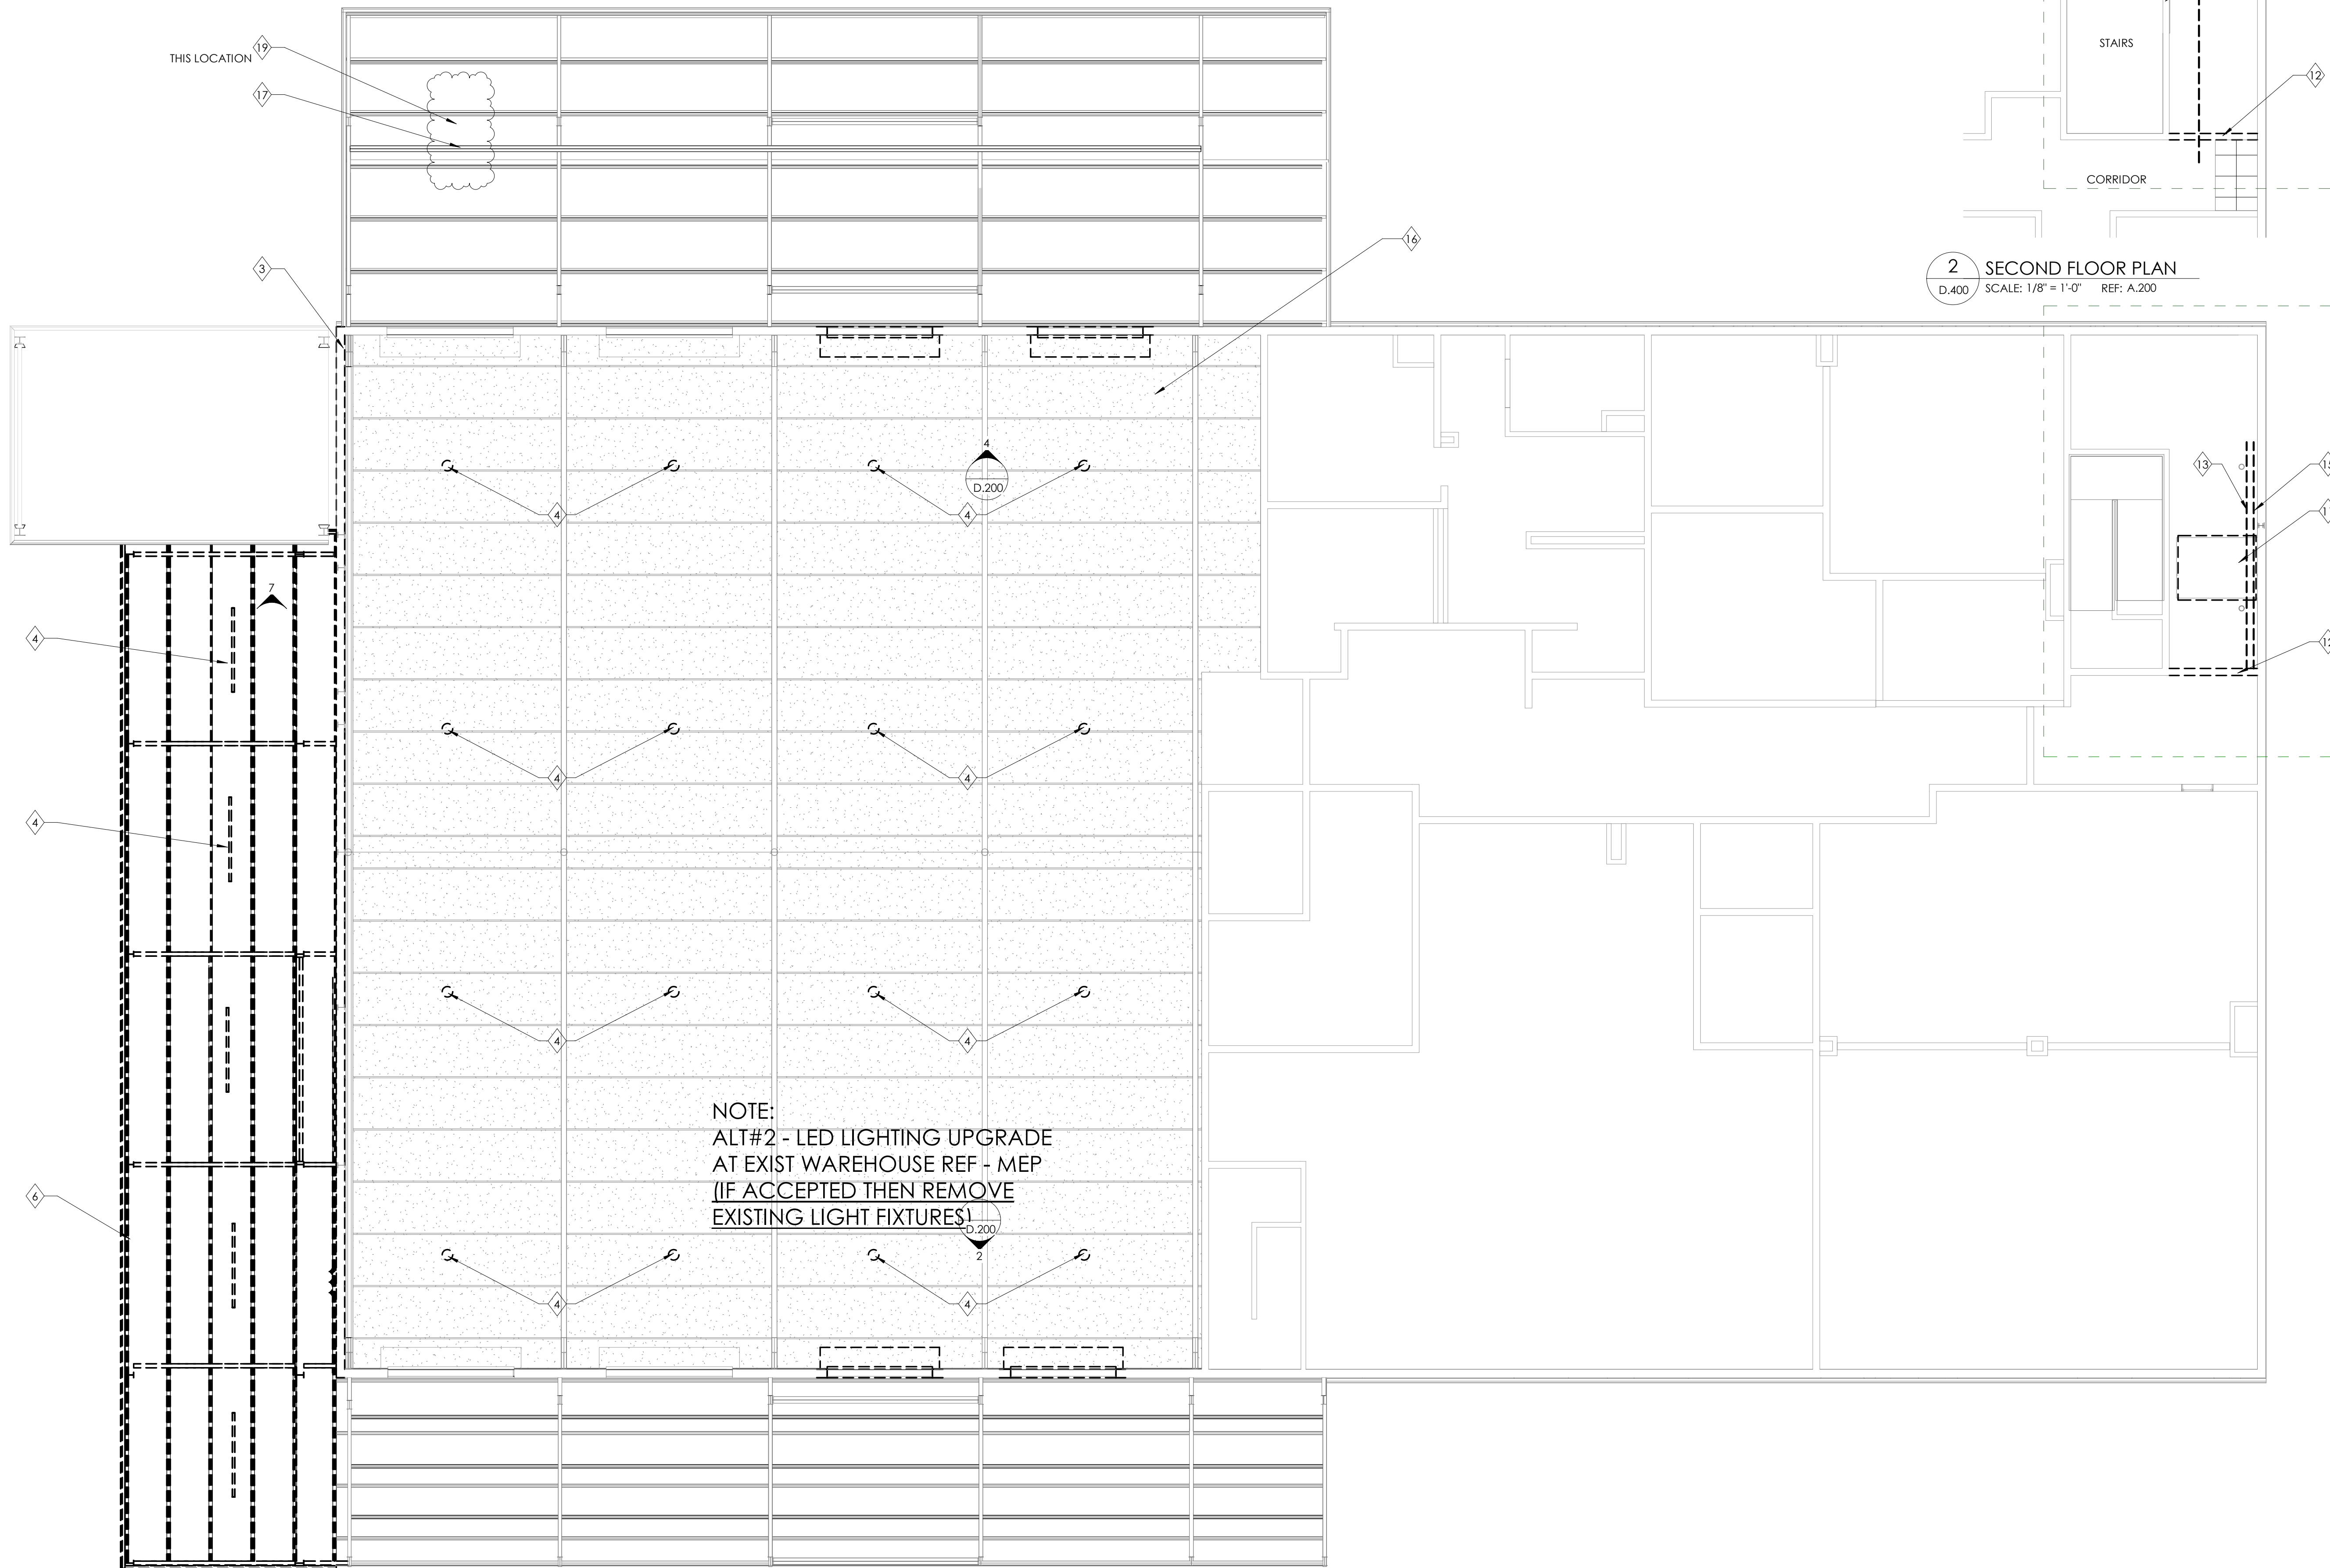 19
THIS LOCATION
17
3
16
STAIRS
12
CORRIDOR
2
D.400
SECOND FLOOR PLAN
SCALE: 1/8" = 1'-0" REF: A.200
4
D.200
4
4
13
7
4
4
4
4
4
4
NOTE:
ALT#2 - LED LIGHTING UPGRADE
AT EXIST WAREHOUSE REF - MEP
(IF ACCEPTED THEN REMOVE
EXISTING LIGHT FIXTURES)
D.200
2
6
4
4